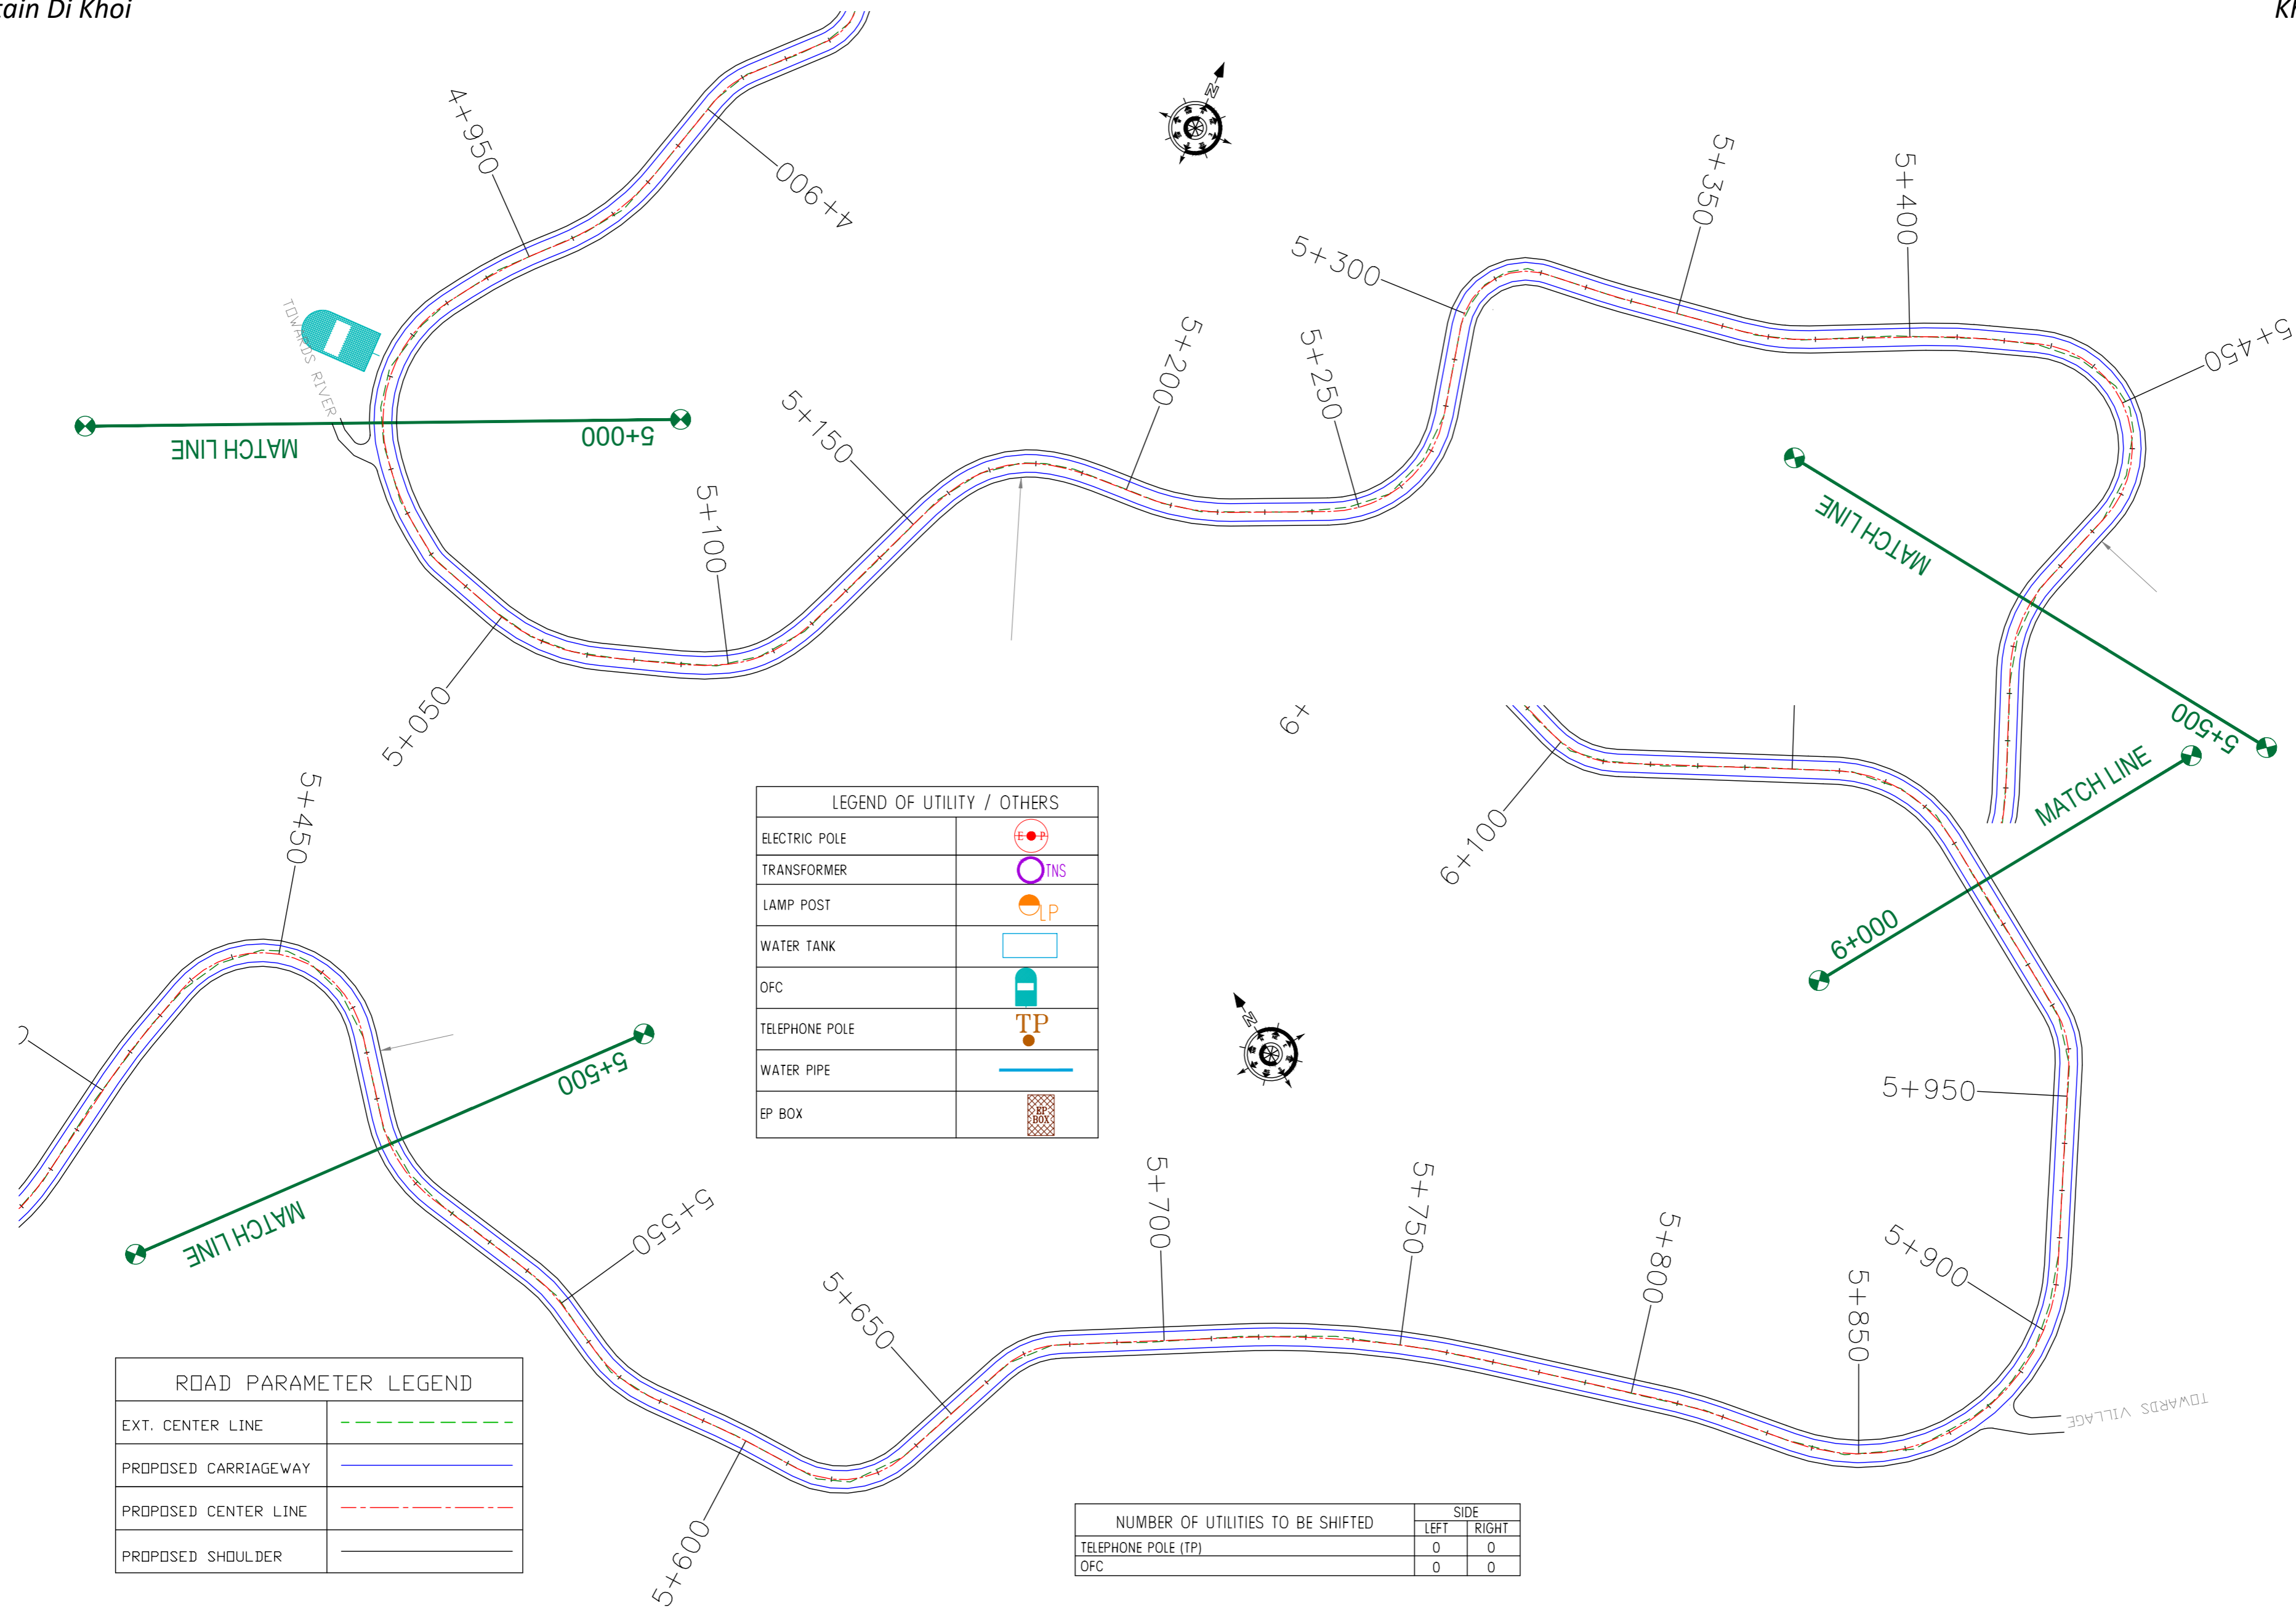 tain Di Khoi
Kh
4+950
4+900
N
5+350
5+400
5+300
5+450
TOWARDS RIVER
5+200
5+250
5+150
MATCH LINE
5+000
5+100
MATCH LINE
5+500
5+050
6+
MATCH LINE
5+450
6+100
6+000
LEGEND OF UTILITY / OTHERS
ELECTRIC POLE E P
TRANSFORMER TNS
LAMP POST LP
WATER TANK
OFC
TELEPHONE POLE TP
WATER PIPE
EP BOX EP BOX
N
5+500
MATCH LINE
5+950
5+550
5+700
5+750
5+800
5+650
5+900
5+850
TOWARDS VILLAGE
5+600
ROAD PARAMETER LEGEND
EXT. CENTER LINE
PROPOSED CARRIAGEWAY
PROPOSED CENTER LINE
PROPOSED SHOULDER
NUMBER OF UTILITIES TO BE SHIFTED SIDE
LEFT RIGHT
TELEPHONE POLE (TP) 0 0
OFC 0 0